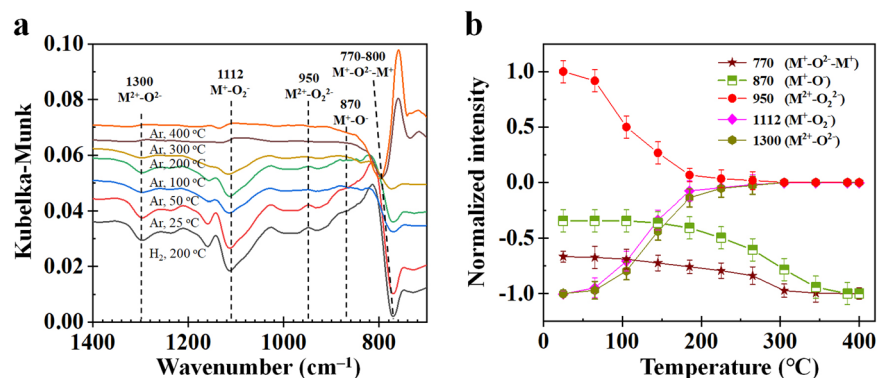 a
0.10
0.08
0.06
0.04
0.02
0.00
Kubelka-Munk
1300
M²⁺-O²⁻
1112
M⁺-O₂⁻
950
M²⁺-O₂²⁻
870
M⁺-O⁻
770-800
M⁺-O²⁻-M⁺
Ar, 400 °C
Ar, 300 °C
Ar, 200 °C
Ar, 100 °C
Ar, 50 °C
Ar, 25 °C
H₂, 200 °C
1400 1200 1000 800
Wavenumber (cm⁻¹)
b
1.0
0.5
0.0
-0.5
-1.0
Normalized intensity
770 (M⁺-O²⁻-M⁺)
870 (M⁺-O⁻)
950 (M²⁺-O₂²⁻)
1112 (M⁺-O₂⁻)
1300 (M²⁺-O²⁻)
0 100 200 300 400
Temperature (°C)